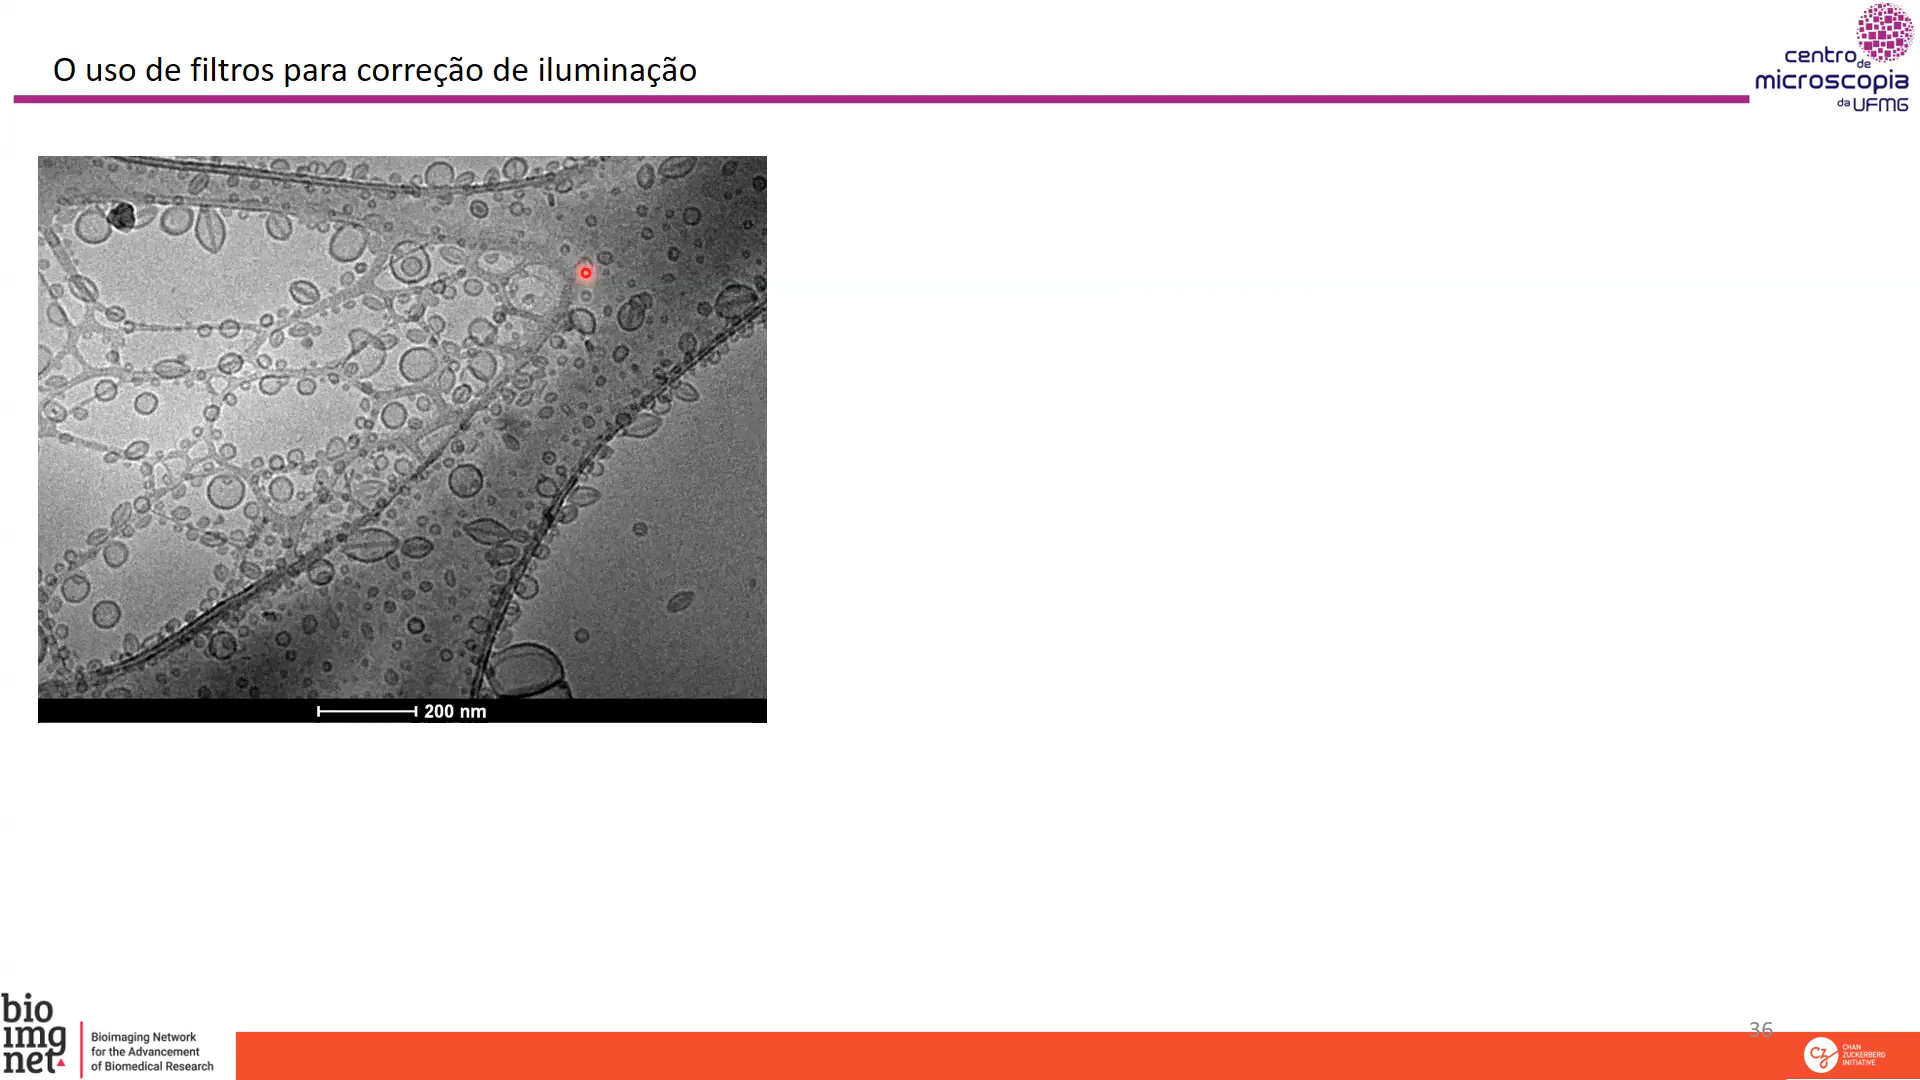 O uso de filtros para correção de iluminação
centro de
microscopia
da UFMG
200 nm
bio
img
net
Bioimaging Network
for the Advancement
of Biomedical Research
36
CZ
CHAN
ZUCKERBERG
INITIATIVE